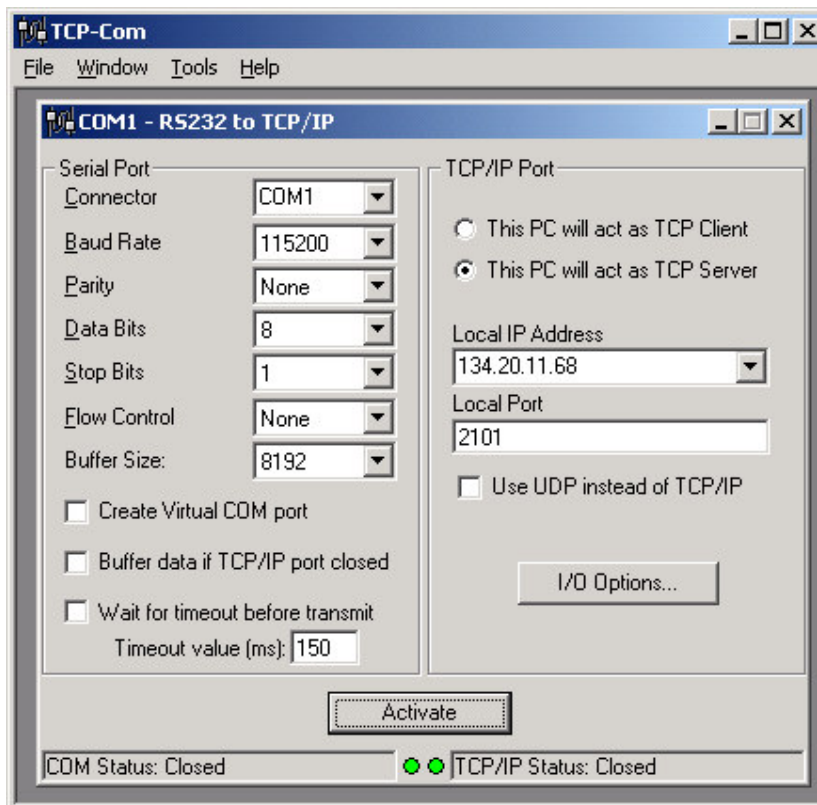 TCP-Com
File Window Tools Help
COM1 - RS232 to TCP/IP
Serial Port
Connector COM1
Baud Rate 115200
Parity None
Data Bits 8
Stop Bits 1
Flow Control None
Buffer Size: 8192
Create Virtual COM port
Buffer data if TCP/IP port closed
Wait for timeout before transmit
Timeout value (ms): 150
TCP/IP Port
This PC will act as TCP Client
This PC will act as TCP Server
Local IP Address
134.20.11.68
Local Port
2101
Use UDP instead of TCP/IP
I/O Options...
Activate
COM Status: Closed
TCP/IP Status: Closed